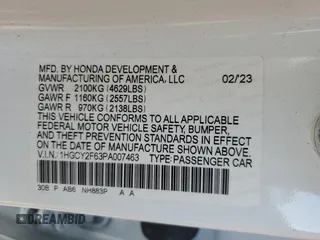 MFD. BY HONDA DEVELOPMENT &
MANUFACTURING OF AMERICA, LLC 02/23
GVWR 2100KG (4629LBS)
GAWR F 1160KG (2557LBS)
GAWR R 970KG (2138LBS)
THIS VEHICLE CONFORMS TO ALL APPLICABLE
FEDERAL MOTOR VEHICLE SAFETY, BUMPER,
AND THEFT PREVENTION STANDARDS IN EFFECT
ON THE DATE OF MANUFACTURE SHOWN ABOVE.
V.I.N. 1HGCY2F63PA007463 TYPE: PASSENGER CAR
30B P AB6 NH883P A A